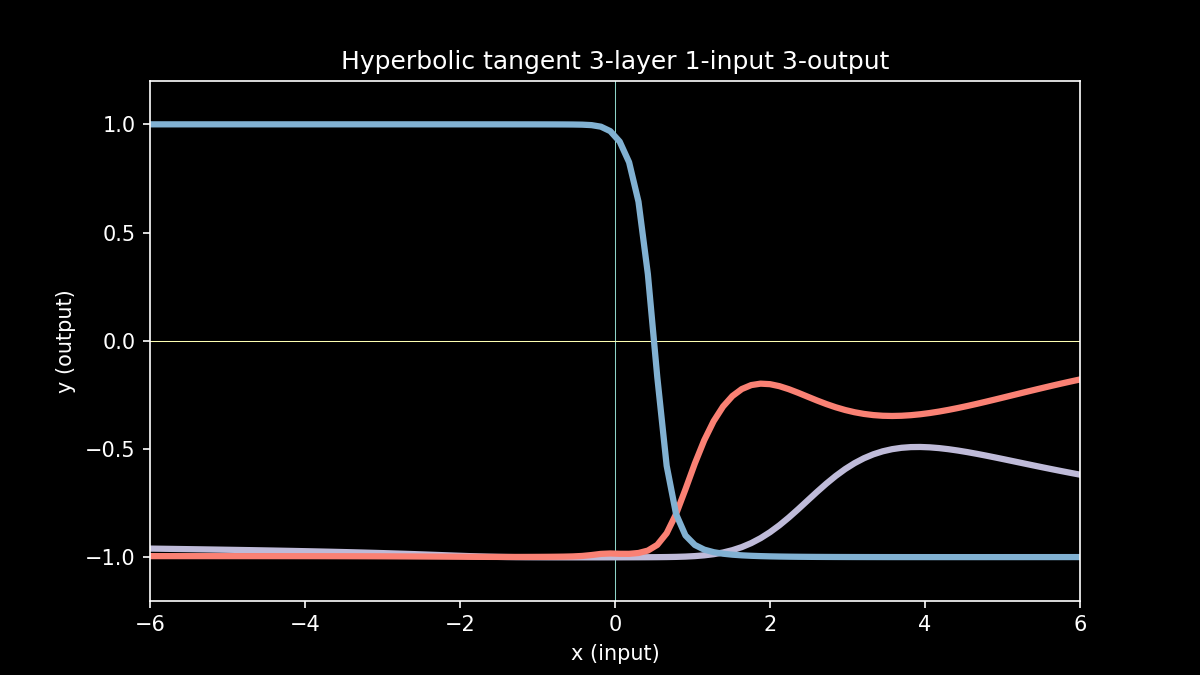 Hyperbolic tangent 3-layer 1-input 3-output
1.0
0.5
0.0
−0.5
−1.0
y (output)
−6 −4 −2 0 2 4 6
x (input)